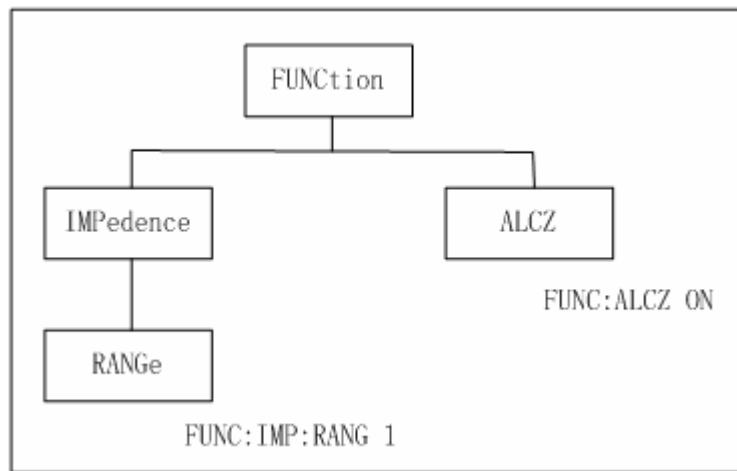 FUNCtion
IMPedence
ALCZ
FUNC:ALCZ ON
RANGe
FUNC:IMP:RANG 1